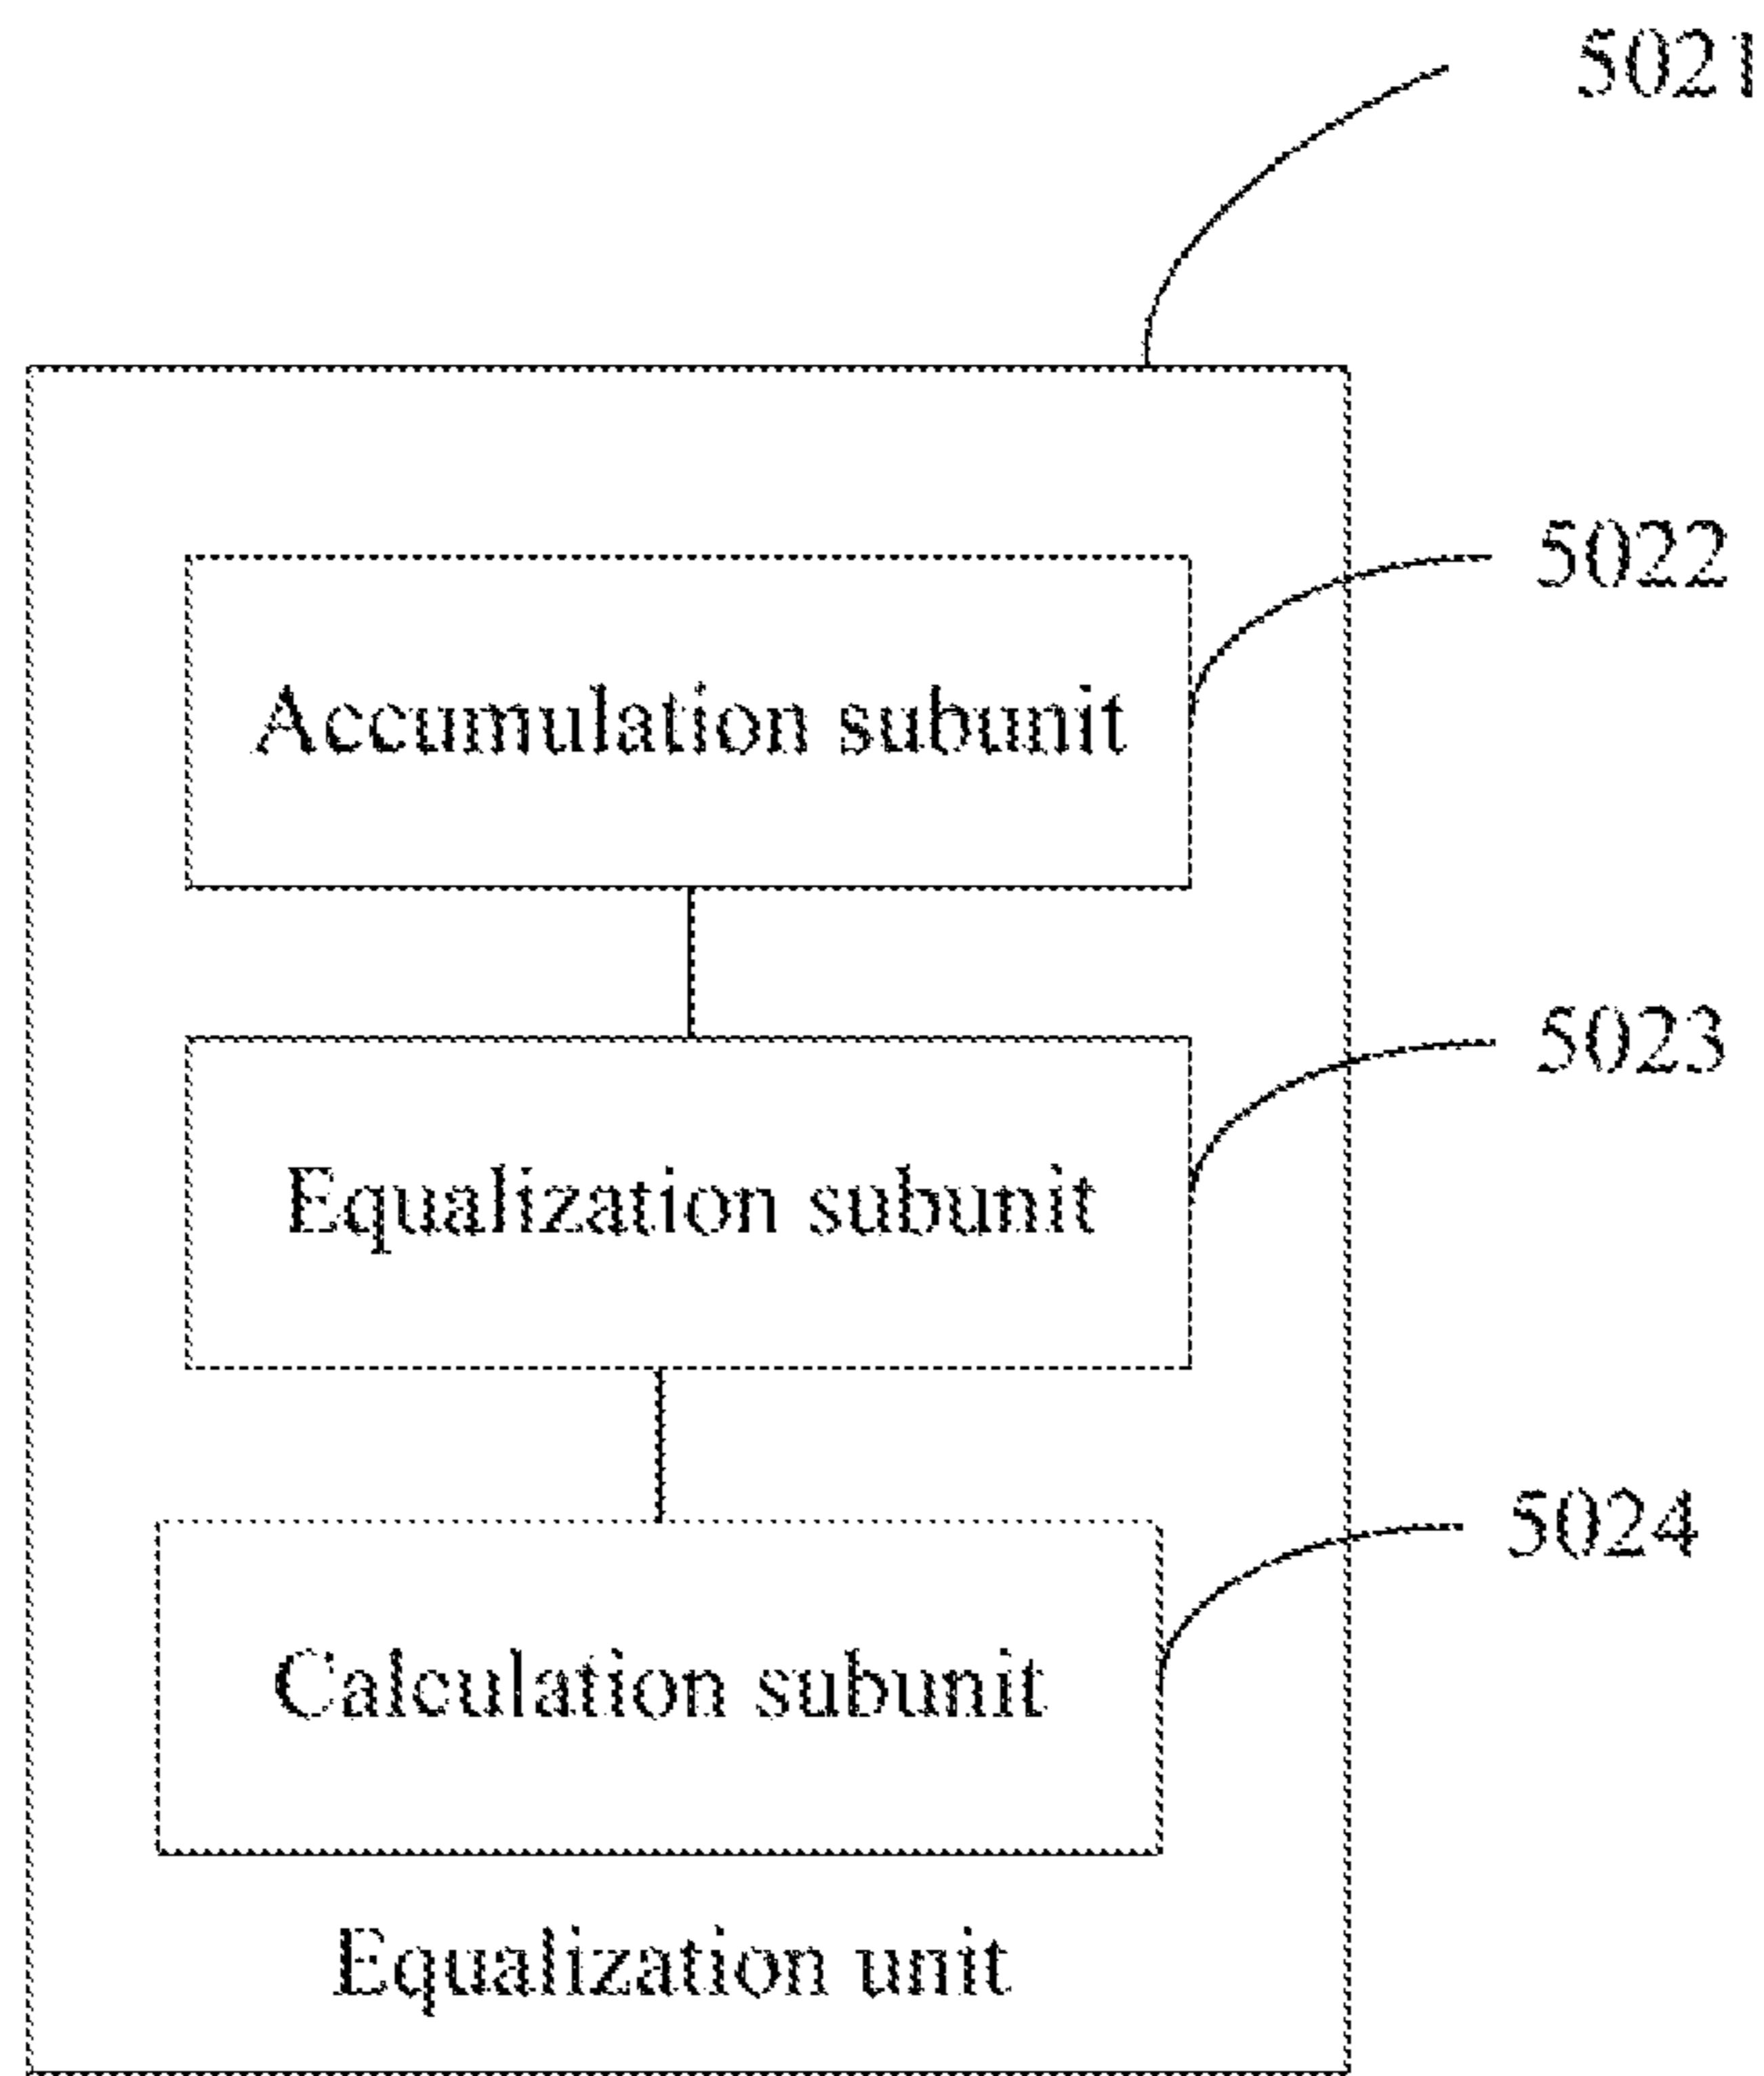 5021
5022
Accumulation subunit
5023
Equalization subunit
5024
Calculation subunit
Equalization unit